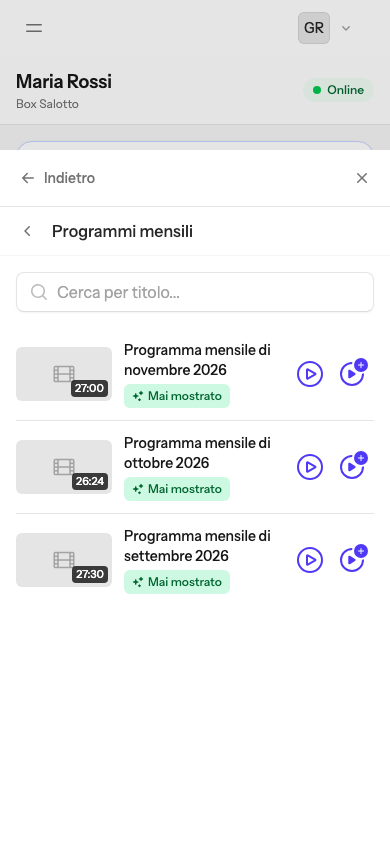 GR
Maria Rossi
Box Salotto
Online
Indietro
Programmi mensili
Cerca per titolo...
Programma mensile di
novembre 2026
27:00
Mai mostrato
Programma mensile di
ottobre 2026
26:24
Mai mostrato
Programma mensile di
settembre 2026
27:30
Mai mostrato